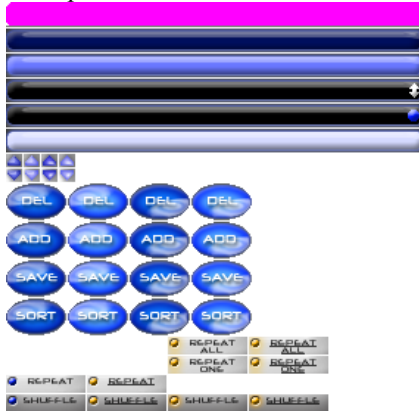 DEL DEL DEL DEL
ADD ADD ADD ADD
SAVE SAVE SAVE SAVE
SORT SORT SORT SORT
REPEAT ALL REPEAT ALL
REPEAT ONE REPEAT ONE
REPEAT REPEAT
SHUFFLE SHUFFLE SHUFFLE SHUFFLE